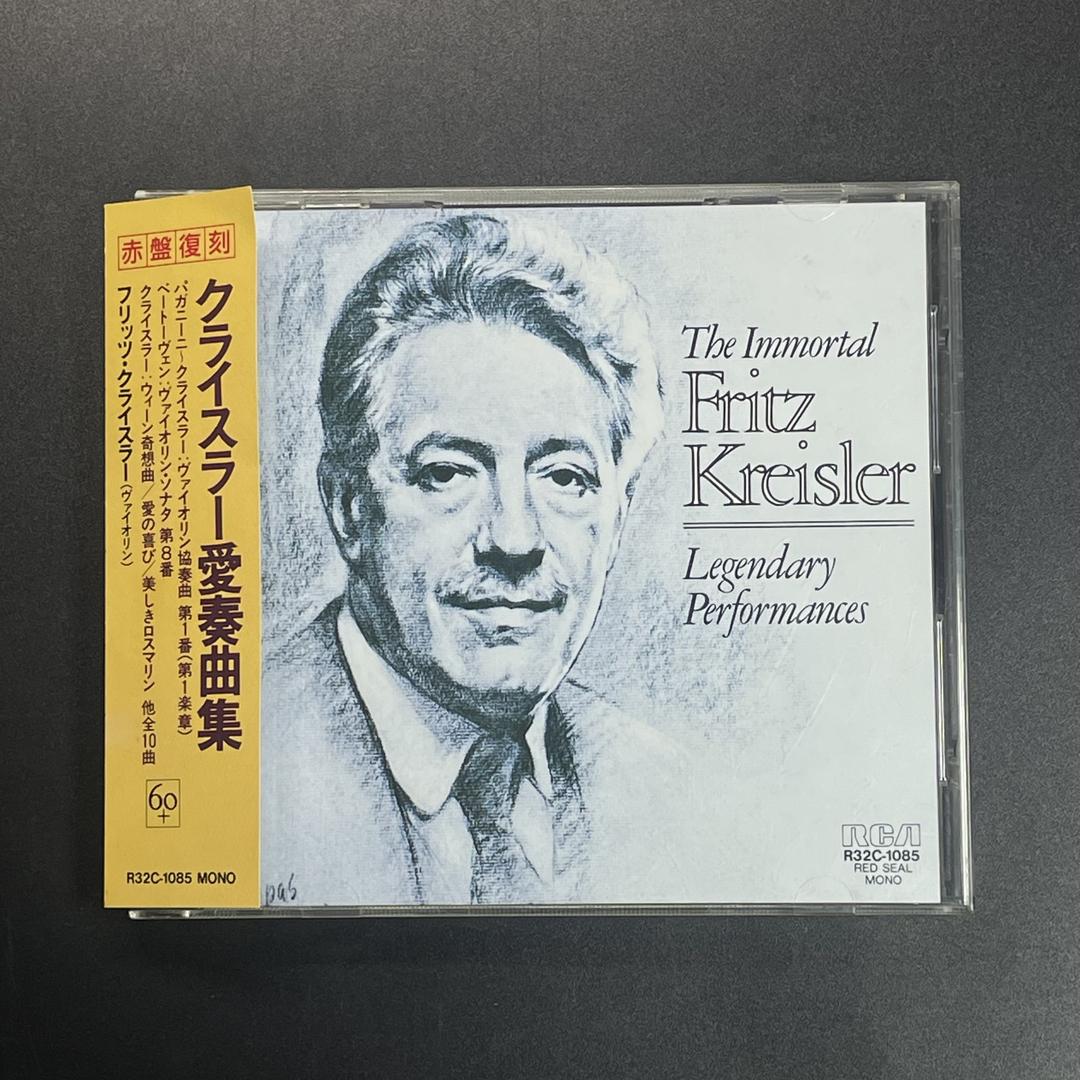 赤盤復刻
クライスラー愛奏曲集
パガニーニ~クライスラー:ヴァイオリン協奏曲 第1番(第1楽章)
ベートーヴェン:ヴァイオリン・ソナタ 第8番
クライスラー:ウィーン奇想曲/愛の喜び/美しきロスマリン 他全10曲
フリッツ・クライスラー(ヴァイオリン)
60+
R32C-1085 MONO
The Immortal
Fritz
Kreisler
Legendary
Performances
RCA
R32C-1085
RED SEAL
MONO